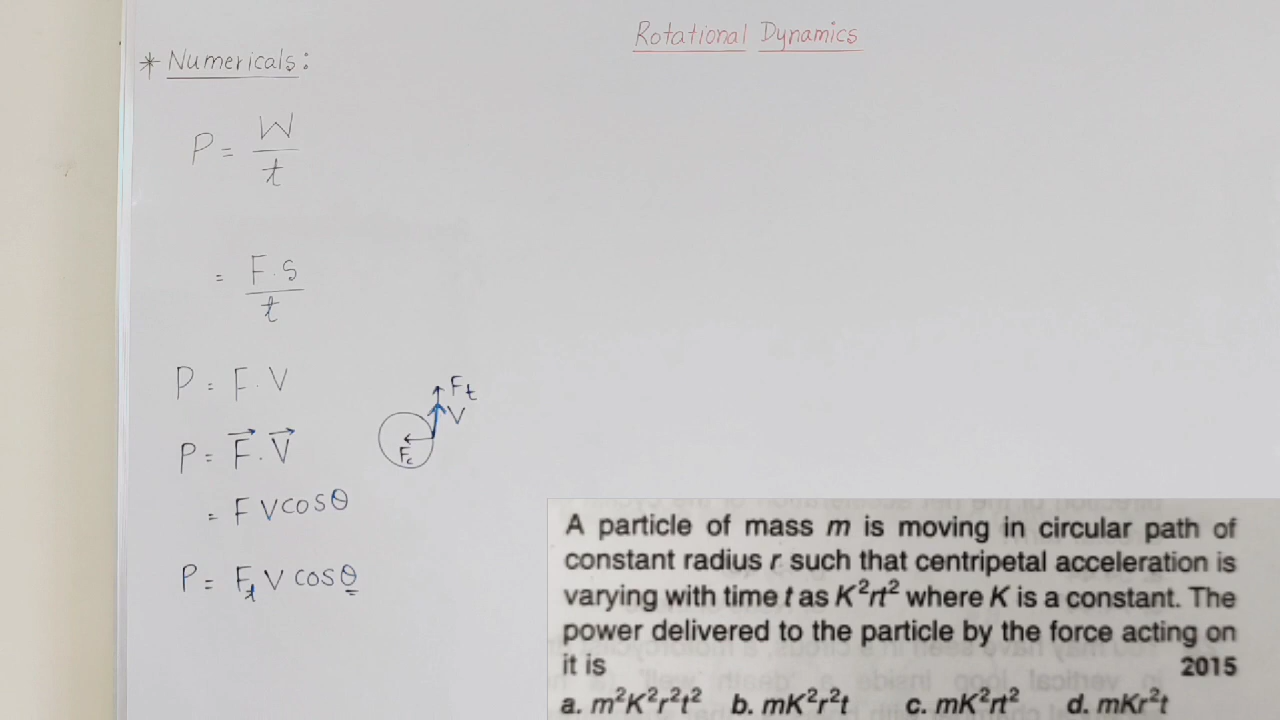 Rotational Dynamics
* Numericals:
P = W/t
= F.s/t
P = F.V
P = F⃗.V⃗
= FVcosθ
P = Fₜ V cosθ
Fₜ
V
F꜀
A particle of mass m is moving in circular path of
constant radius r such that centripetal acceleration is
varying with time t as K²rt² where K is a constant. The
power delivered to the particle by the force acting on
it is 2015
a. m²K²r²t² b. mK²r²t c. mK²rt² d. mKr²t